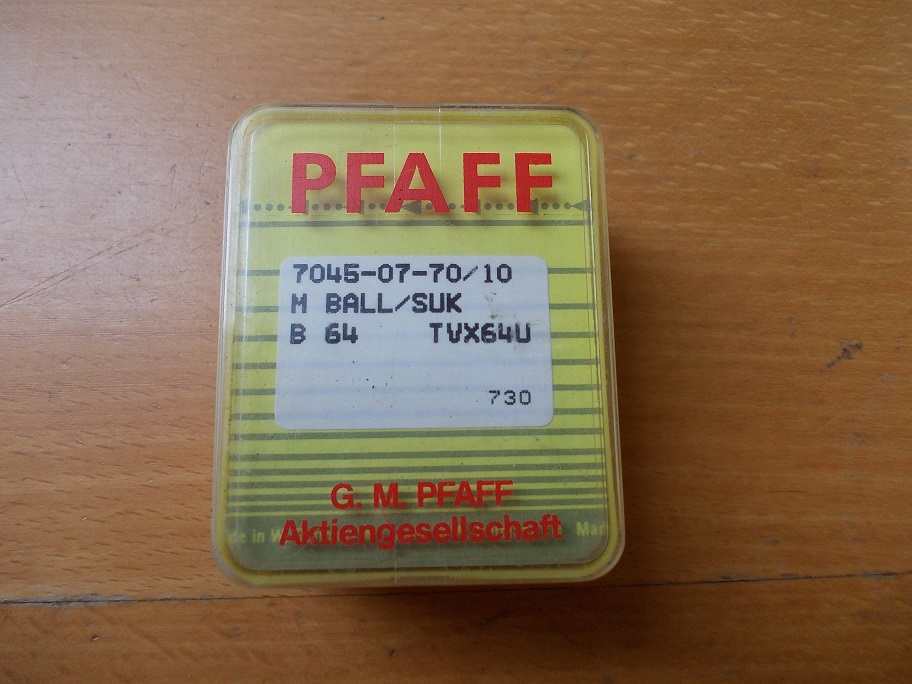 PFAFF
7045-07-70/10
M BALL/SUK
B 64 TVX64U
730
G. M. PFAFF
Aktiengesellschaft